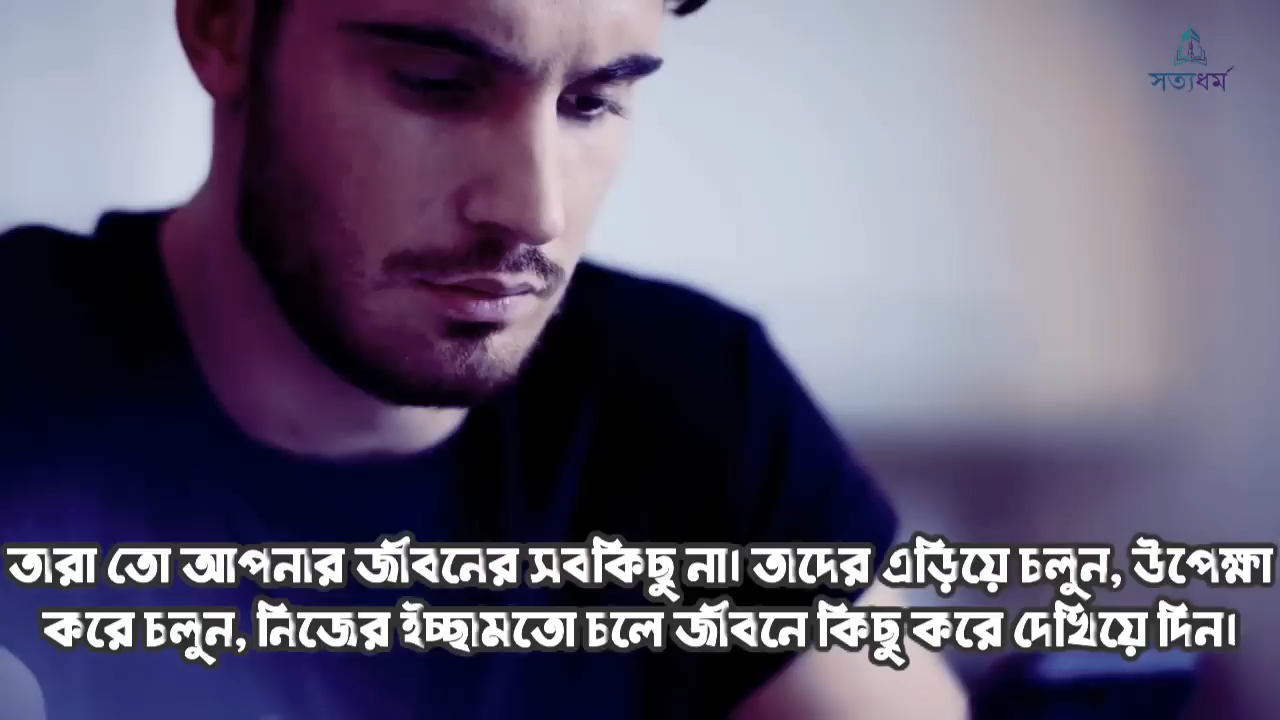 সত্যধর্ম
তারা তো আপনার জীবনের সবকিছু না। তাদের এড়িয়ে চলুন, উপেক্ষা
করে চলুন, নিজের ইচ্ছামতো চলে জীবনে কিছু করে দেখিয়ে দিন।